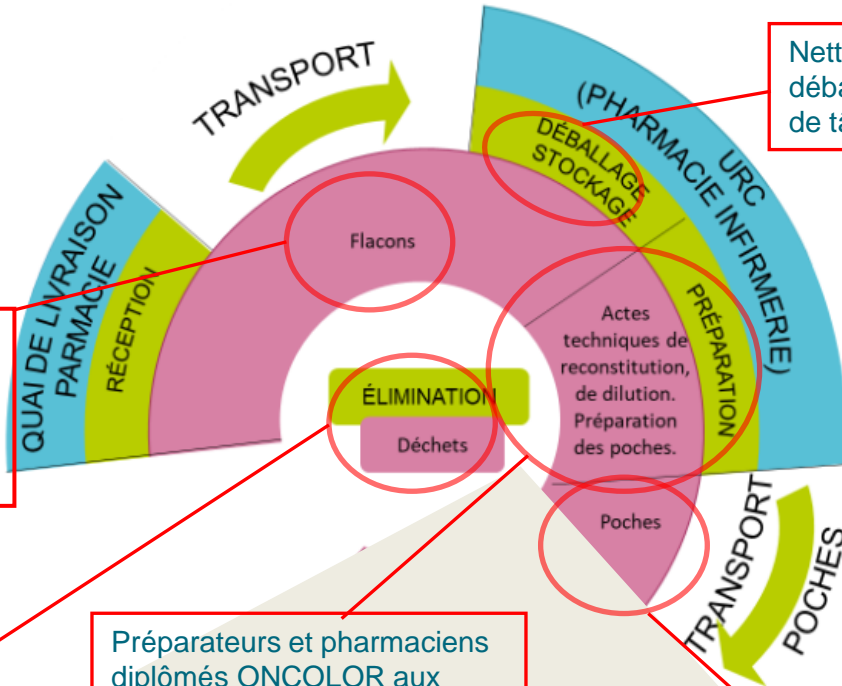 TRANSPORT
Nett
déba
de tâ
(PHARMACIE INFIRMERIE)
URC
DÉBALLAGE
STOCKAGE
QUAI DE LIVRAISON
PARMACIE
RÉCEPTION
Flacons
Actes
techniques de
reconstitution,
de dilution.
Préparation
des poches.
PRÉPARATION
ÉLIMINATION
Déchets
Poches
TRANSPORT
POCHES
Préparateurs et pharmaciens
diplômés ONCOLOR aux